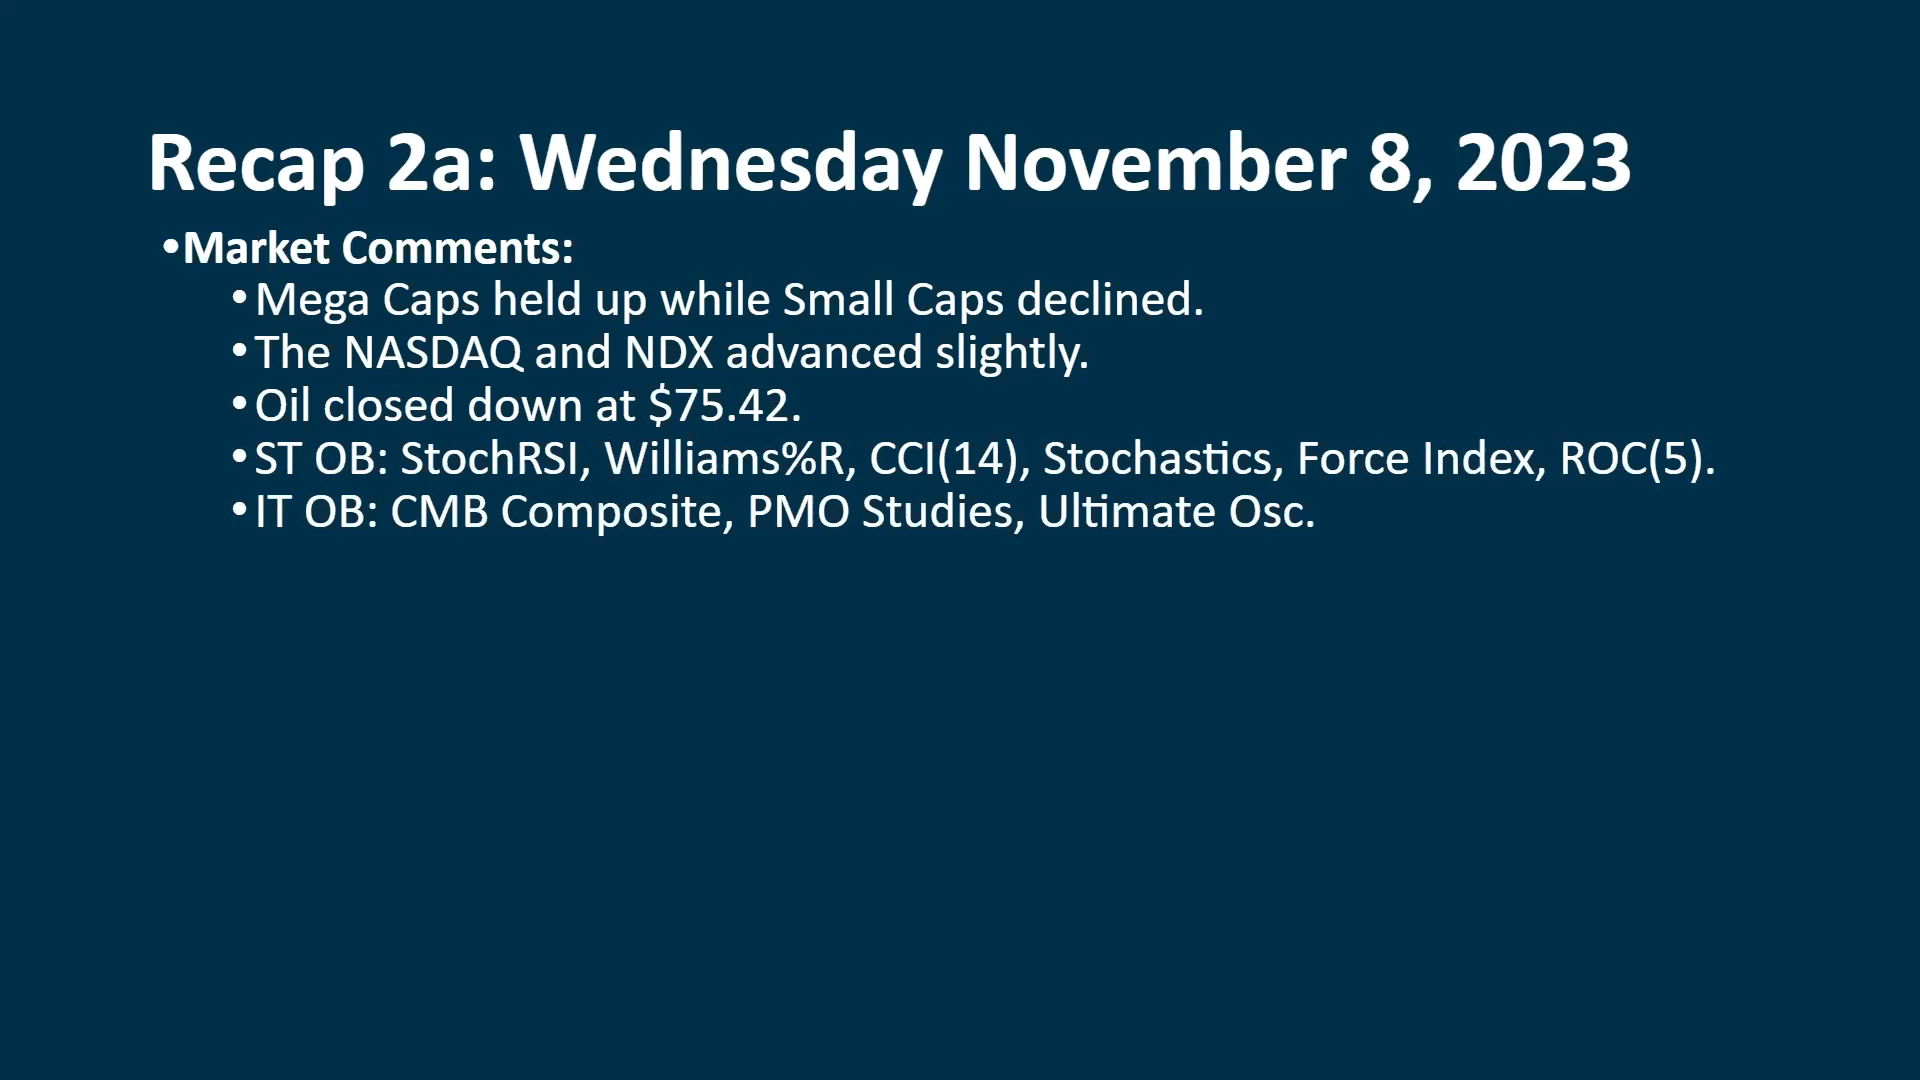 Recap 2a: Wednesday November 8, 2023
•Market Comments:
•Mega Caps held up while Small Caps declined.
•The NASDAQ and NDX advanced slightly.
•Oil closed down at $75.42.
•ST OB: StochRSI, Williams%R, CCI(14), Stochastics, Force Index, ROC(5).
•IT OB: CMB Composite, PMO Studies, Ultimate Osc.